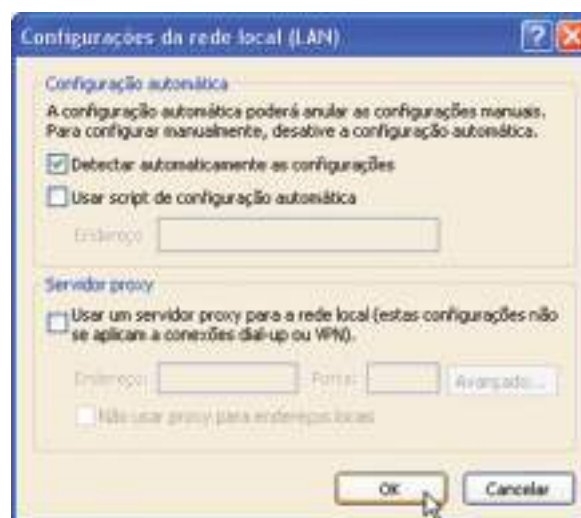 Configurações da rede local (LAN)
Configuração automática
A configuração automática poderá anular as configurações manuais.
Para configurar manualmente, desative a configuração automática.
Detectar automaticamente as configurações
Usar script de configuração automática
Endereço
Servidor proxy
Usar um servidor proxy para a rede local (estas configurações não
se aplicam a conexões dial-up ou VPN).
Endereço: Porta: Avançado...
Não usar proxy para endereços locais
OK Cancelar